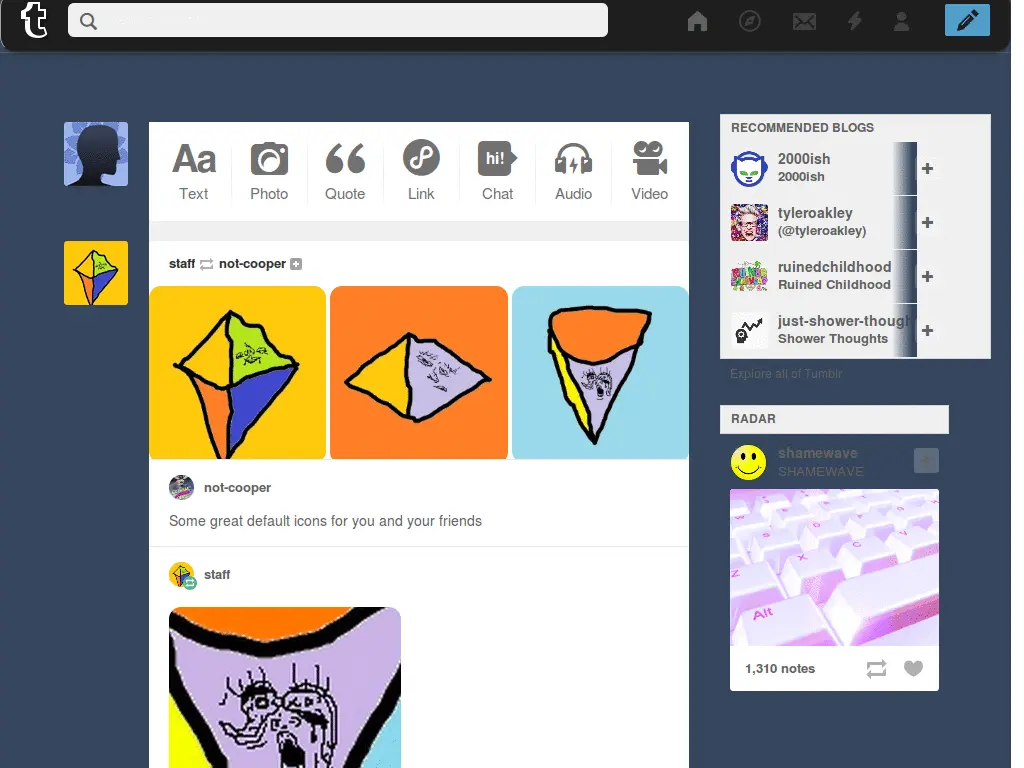 t
Aa
hi!
Text
Photo
Quote
Link
Chat
Audio
Video
staff not-cooper
not-cooper
Some great default icons for you and your friends
staff
RECOMMENDED BLOGS
2000ish
2000ish
tyleroakley
(@tyleroakley)
ruinedchildhood
Ruined Childhood
just-shower-though
Shower Thoughts
Explore all of Tumblr
RADAR
shamewave
SHAMEWAVE
Z
X
C
V
Alt
1,310 notes